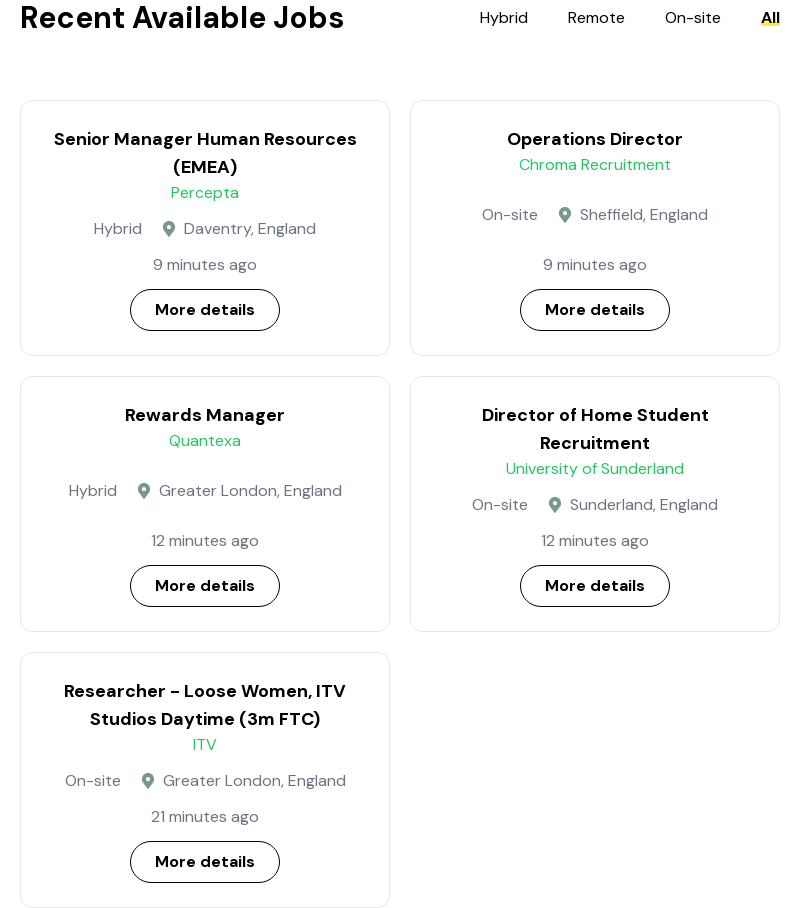 Recent Available Jobs
Hybrid Remote On-site All
Senior Manager Human Resources
(EMEA)
Percepta
Hybrid Daventry, England
9 minutes ago
More details
Operations Director
Chroma Recruitment
On-site Sheffield, England
9 minutes ago
More details
Rewards Manager
Quantexa
Hybrid Greater London, England
12 minutes ago
More details
Director of Home Student
Recruitment
University of Sunderland
On-site Sunderland, England
12 minutes ago
More details
Researcher - Loose Women, ITV
Studios Daytime (3m FTC)
ITV
On-site Greater London, England
21 minutes ago
More details